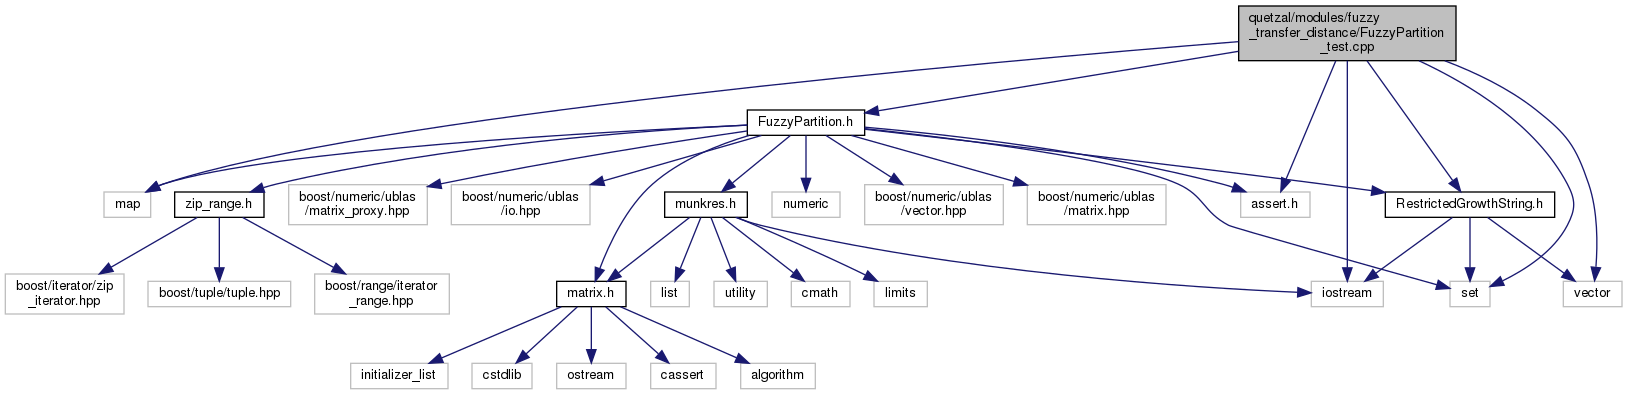 quetzal/modules/fuzzy
_transfer_distance/FuzzyPartition
_test.cpp
FuzzyPartition.h
map
zip_range.h
boost/numeric/ublas
/matrix_proxy.hpp
boost/numeric/ublas
/io.hpp
munkres.h
numeric
boost/numeric/ublas
/vector.hpp
boost/numeric/ublas
/matrix.hpp
assert.h
RestrictedGrowthString.h
boost/iterator/zip
_iterator.hpp
boost/tuple/tuple.hpp
boost/range/iterator
_range.hpp
matrix.h
list
utility
cmath
limits
iostream
set
vector
initializer_list
cstdlib
ostream
cassert
algorithm